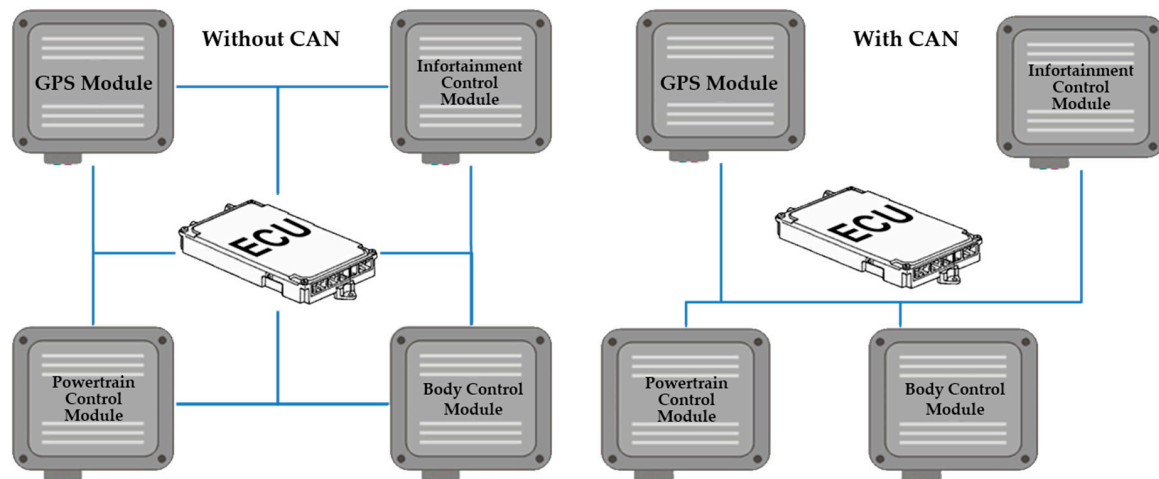 Without CAN
GPS Module
Infortainment
Control
Module
ECU
Powertrain
Control
Module
Body Control
Module
With CAN
GPS Module
Infortainment
Control
Module
ECU
Powertrain
Control
Module
Body Control
Module